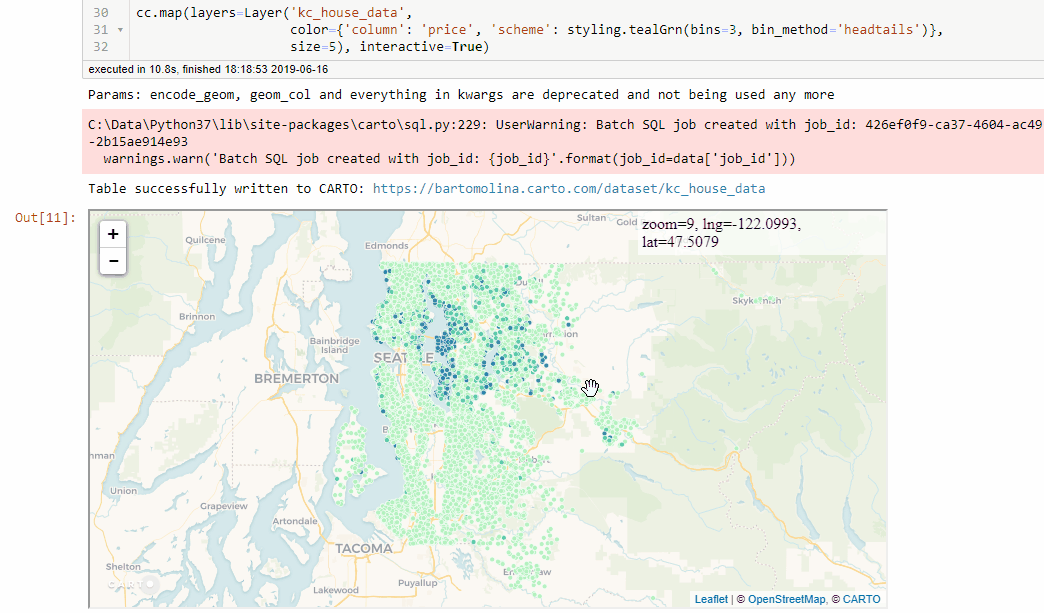 30 cc.map(layers=Layer('kc_house_data',
31 color={'column': 'price', 'scheme': styling.tealGrn(bins=3, bin_method='headtails')},
32 size=5), interactive=True)
executed in 10.8s, finished 18:18:53 2019-06-16
Params: encode_geom, geom_col and everything in kwargs are deprecated and not being used any more
C:\Data\Python37\lib\site-packages\carto\sql.py:229: UserWarning: Batch SQL job created with job_id: 426ef0f9-ca37-4604-ac49
-2b15ae914e93
warnings.warn('Batch SQL job created with job_id: {job_id}'.format(job_id=data['job_id']))
Table successfully written to CARTO: https://bartomolina.carto.com/dataset/kc_house_data
Out[11]:
+
−
zoom=9, lng=-122.0993,
lat=47.5079
Sultan
Gold
Quilcene
Edmonds
Brinnon
Bainbridge
Island
SEAT LE
BREMERTON
Union
Grapeview
Artondale
TACOMA
Shelton
Lakewood
Puyallup
Leaflet | © OpenStreetMap, © CARTO